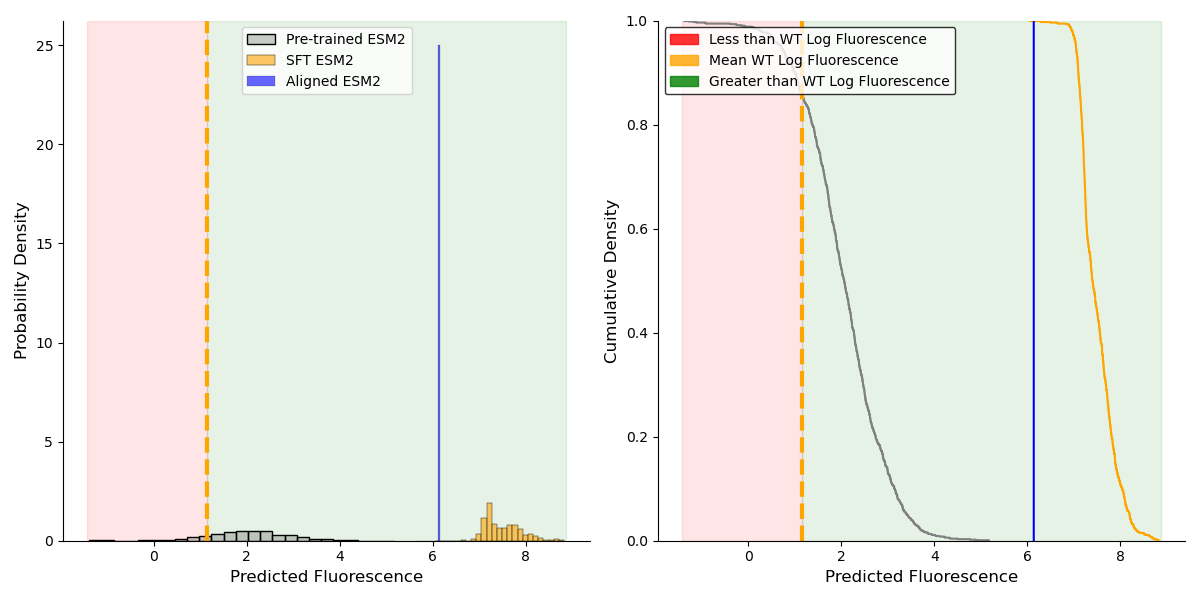 25
20
15
10
5
0
Probability Density
Pre-trained ESM2
SFT ESM2
Aligned ESM2
0 2 4 6 8
Predicted Fluorescence
1.0
0.8
0.6
0.4
0.2
0.0
Cumulative Density
Less than WT Log Fluorescence
Mean WT Log Fluorescence
Greater than WT Log Fluorescence
0 2 4 6 8
Predicted Fluorescence